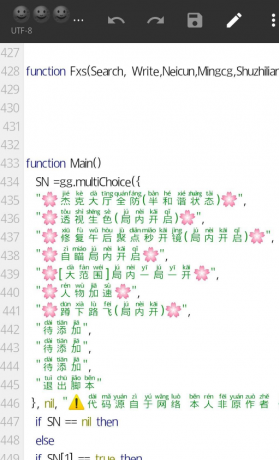 UTF-8
427
428 function Fxs(Search, Write,Neicun,Mingcg,Shuzhilian
429
430
431
432
433 function Main()
434 SN =gg.multiChoice({
435 "🌸杰克大厅全防(半和谐状态)🌸",
436 "🌸透视生色(局内开启)🌸",
437 "🌸修复午后聚点秒开镜(局内开启)🌸",
438 "🌸自瞄局内开启🌸",
439 "🌸[大范围]局内一局一开🌸",
440 "🌸人物加速🌸",
441 "🌸蹲下路飞(局内开)🌸",
442 "待添加",
443 "待添加",
444 "待添加",
445 "退出脚本"
446 }, nil, "⚠️代码源自于网络 本人非原作者
447 if SN == nil then
448 else
449 if SN[1] == true then